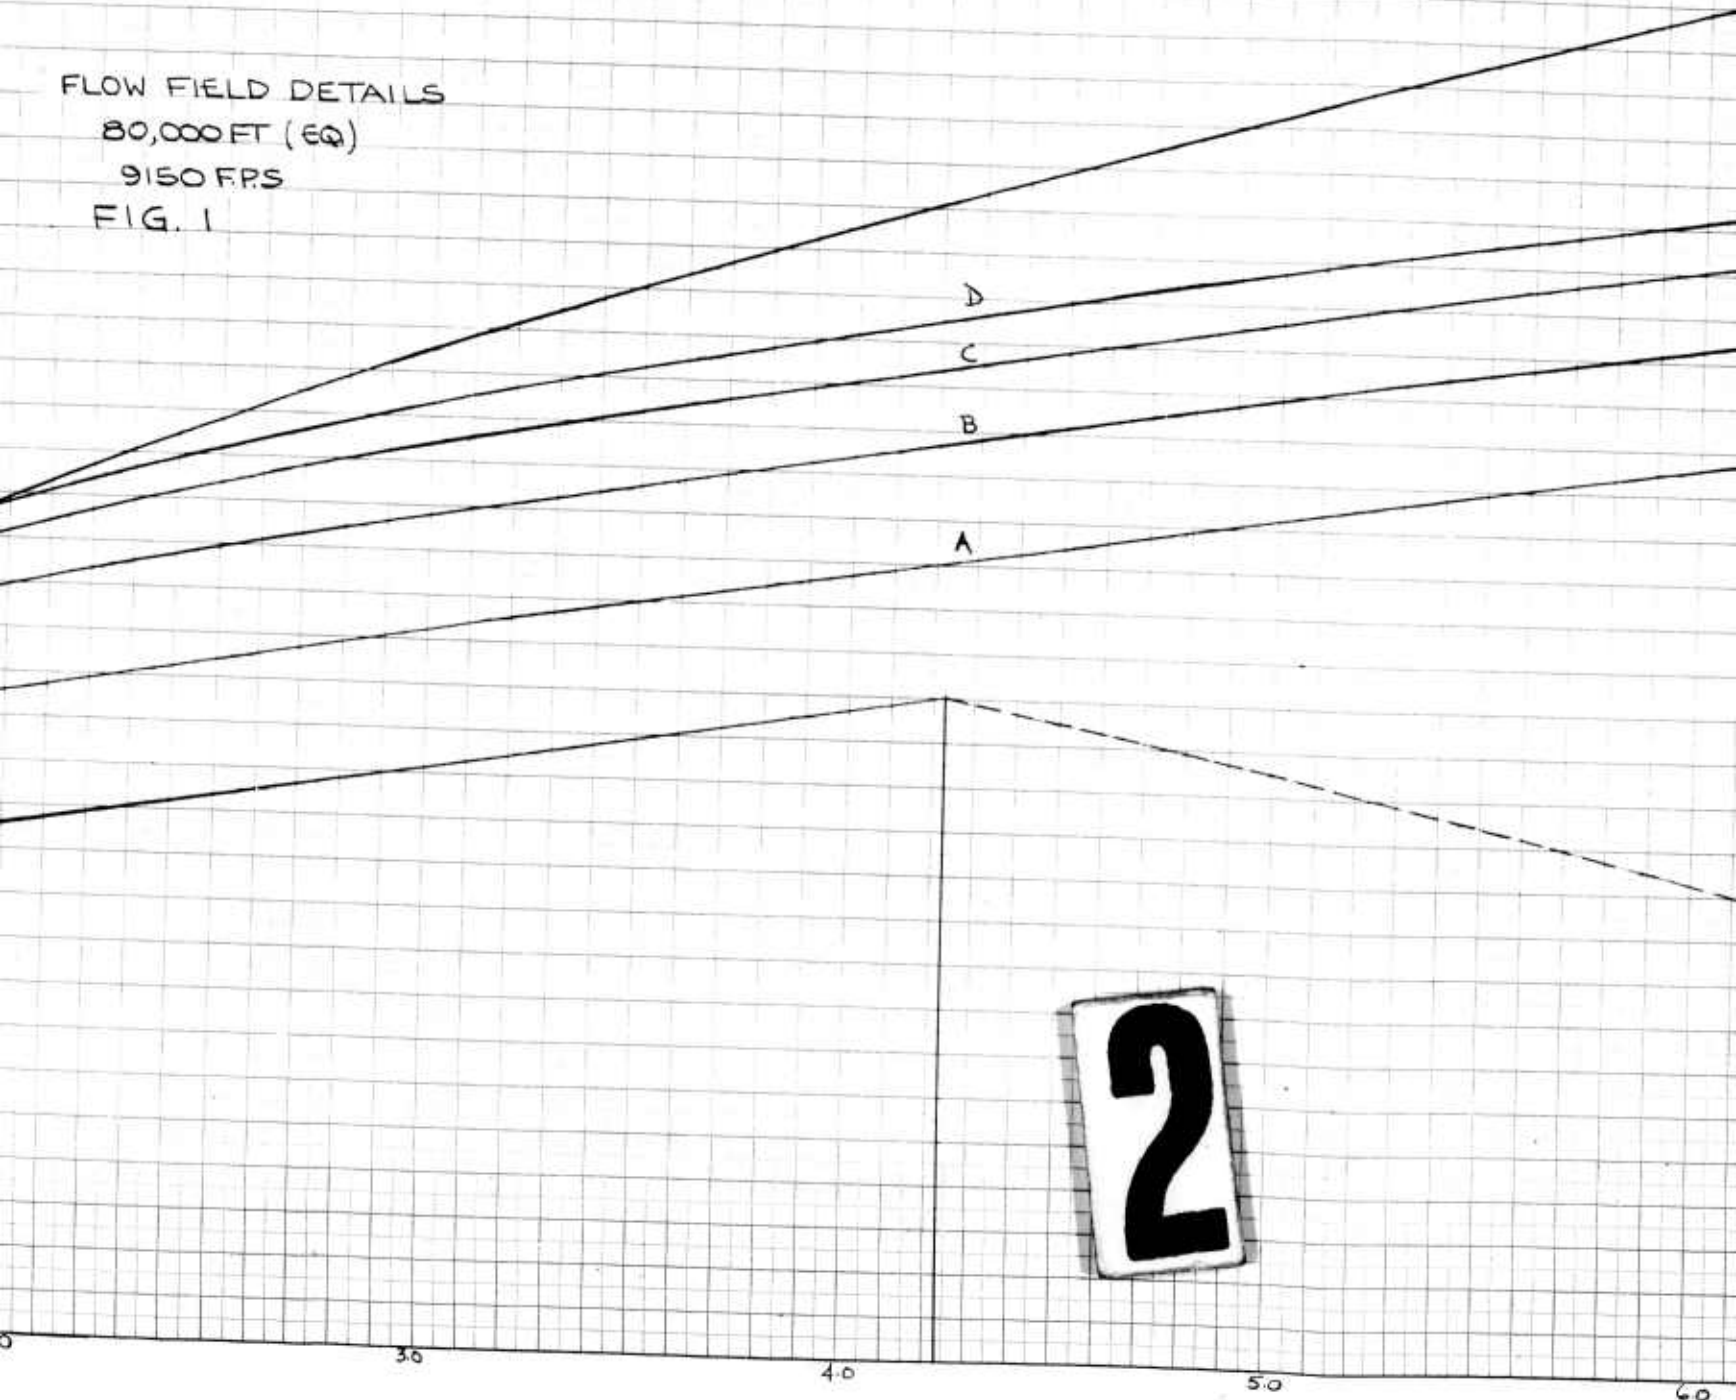 FLOW FIELD DETAILS
80,000 FT (EQ)
9150 F.P.S
FIG. 1
D
C
B
A
2
0
3.0
4.0
5.0
6.0